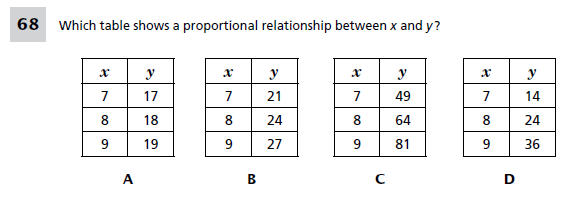 68 Which table shows a proportional relationship between x and y?
x y x y x y x y
7 17 7 21 7 49 7 14
8 18 8 24 8 64 8 24
9 19 9 27 9 81 9 36
A B C D